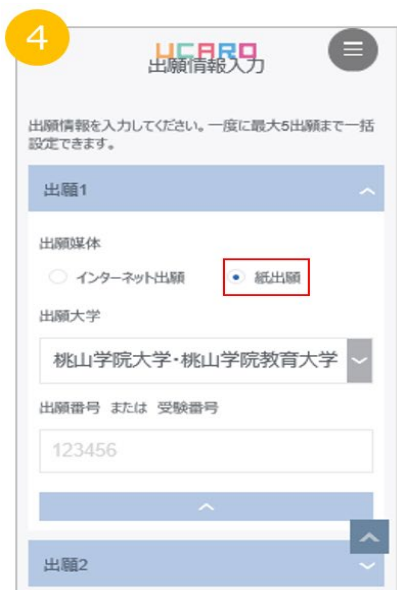 4
UCARO
出願情報入力
出願情報を入力してください。一度に最大5出願まで一括
設定できます。
出願1
出願媒体
インターネット出願 紙出願
出願大学
桃山学院大学・桃山学院教育大学
出願番号 または 受験番号
123456
出願2